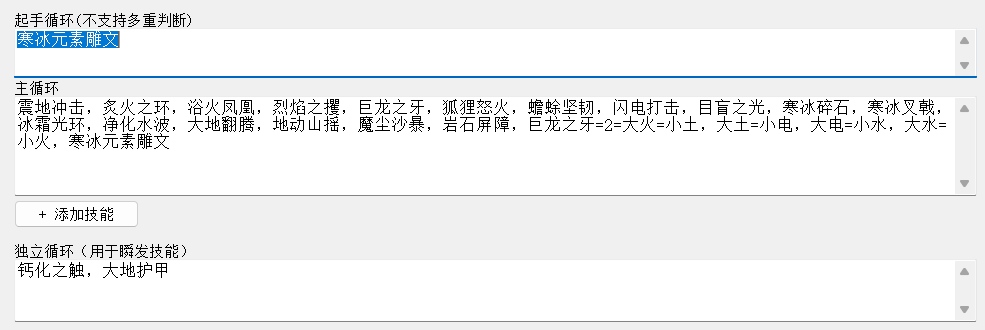 起手循环(不支持多重判断)
寒冰元素雕文
主循环
震地冲击，炙火之环，浴火凤凰，烈焰之攫，巨龙之牙，狐狸怒火，蟾蜍坚韧，闪电打击，目盲之光，寒冰碎石，寒冰叉戟，
冰霜光环，净化水波，大地翻腾，地动山摇，魔尘沙暴，岩石屏障，巨龙之牙=2=大火=小土，大土=小电，大电=小水，大水=
小火，寒冰元素雕文
+ 添加技能
独立循环（用于瞬发技能）
钙化之触，大地护甲